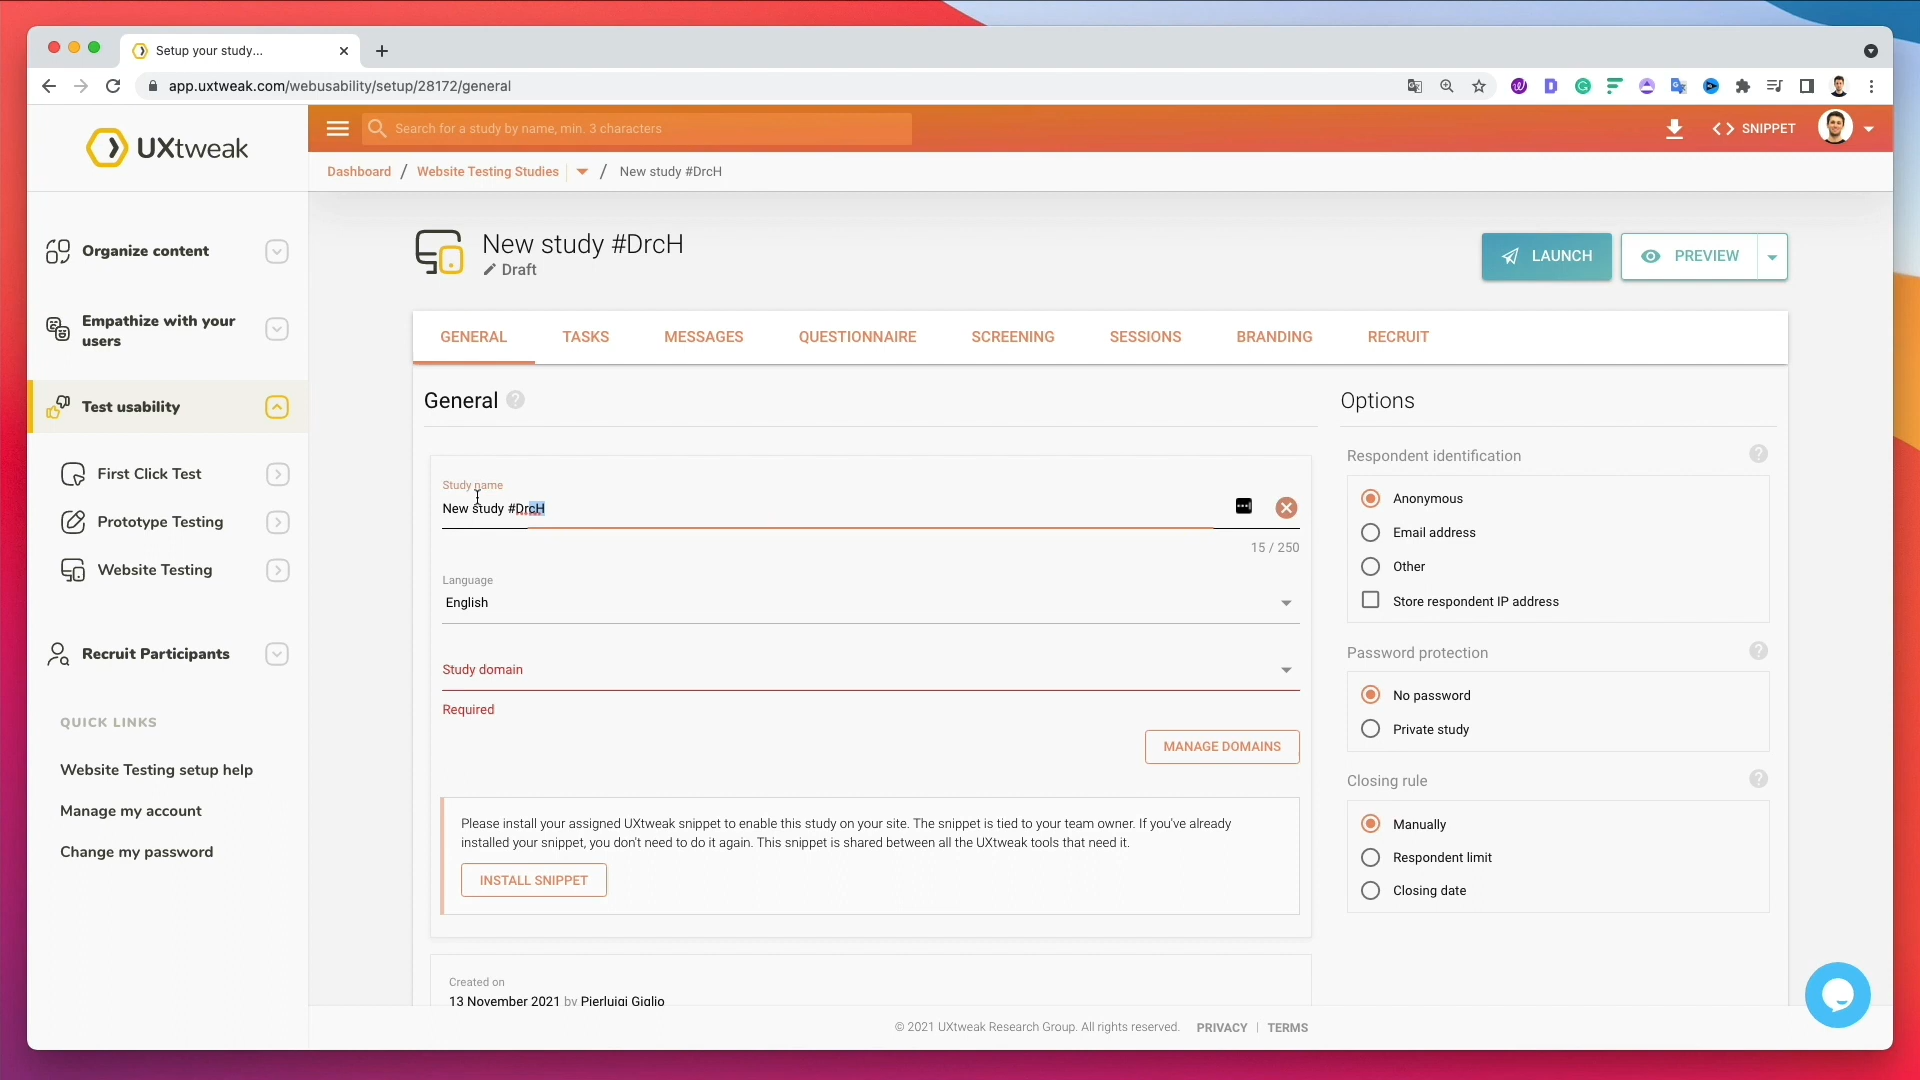 Setup your study...
app.uxtweak.com/webusability/setup/28172/general
UXtweak
Search for a study by name, min. 3 characters
SNIPPET
Dashboard / Website Testing Studies / New study #DrcH
Organize content
Empathize with your
users
Test usability
First Click Test
Prototype Testing
Website Testing
Recruit Participants
QUICK LINKS
Website Testing setup help
Manage my account
Change my password
New study #DrcH
Draft
LAUNCH
PREVIEW
GENERAL
TASKS
MESSAGES
QUESTIONNAIRE
SCREENING
SESSIONS
BRANDING
RECRUIT
General
Study name
New study #DrcH
15 / 250
Language
English
Study domain
Required
MANAGE DOMAINS
Please install your assigned UXtweak snippet to enable this study on your site. The snippet is tied to your team owner. If you've already
installed your snippet, you don't need to do it again. This snippet is shared between all the UXtweak tools that need it.
INSTALL SNIPPET
Created on
13 November 2021 by Pierluigi Giglio
Options
Respondent identification
Anonymous
Email address
Other
Store respondent IP address
Password protection
No password
Private study
Closing rule
Manually
Respondent limit
Closing date
© 2021 UXtweak Research Group. All rights reserved. PRIVACY | TERMS